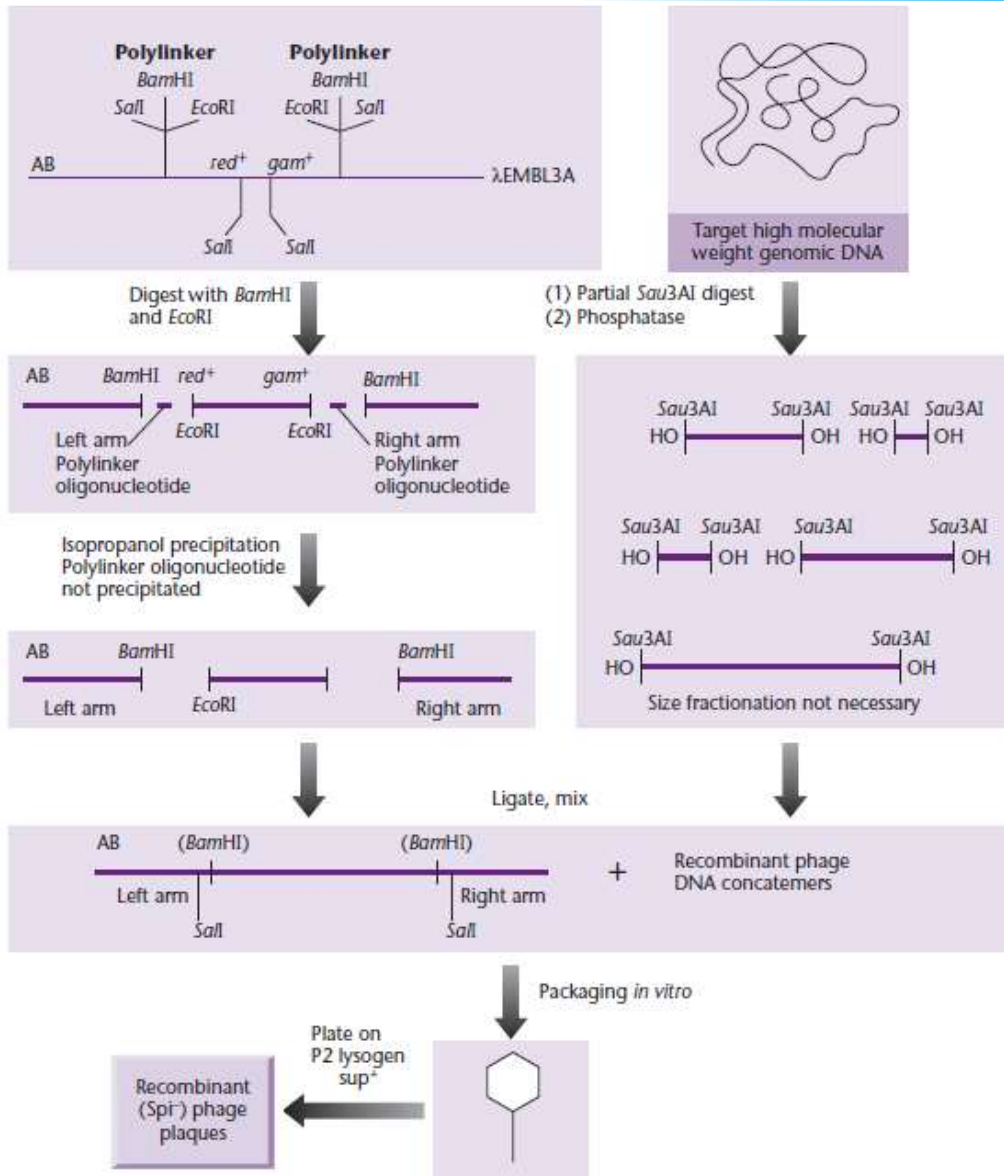 Polylinker
BamHI
SalI EcoRI
Polylinker
BamHI
EcoRI SalI
AB
red+ gam+
λEMBL3A
SalI SalI
Target high molecular
weight genomic DNA
Digest with BamHI
and EcoRI
(1) Partial Sau3AI digest
(2) Phosphatase
AB BamHI red+ gam+ BamHI
EcoRI EcoRI
Left arm
Polylinker
oligonucleotide
Right arm
Polylinker
oligonucleotide
Sau3AI Sau3AI Sau3AI Sau3AI
HO OH HO OH
Sau3AI Sau3AI Sau3AI Sau3AI
HO OH HO OH
Sau3AI Sau3AI
HO OH
Size fractionation not necessary
Isopropanol precipitation
Polylinker oligonucleotide
not precipitated
AB BamHI BamHI
Left arm EcoRI Right arm
Ligate, mix
AB (BamHI) (BamHI)
Left arm Right arm
SalI SalI
+
Recombinant phage
DNA concatemers
Packaging in vitro
Plate on
P2 lysogen
sup+
Recombinant
(Spi-) phage
plaques